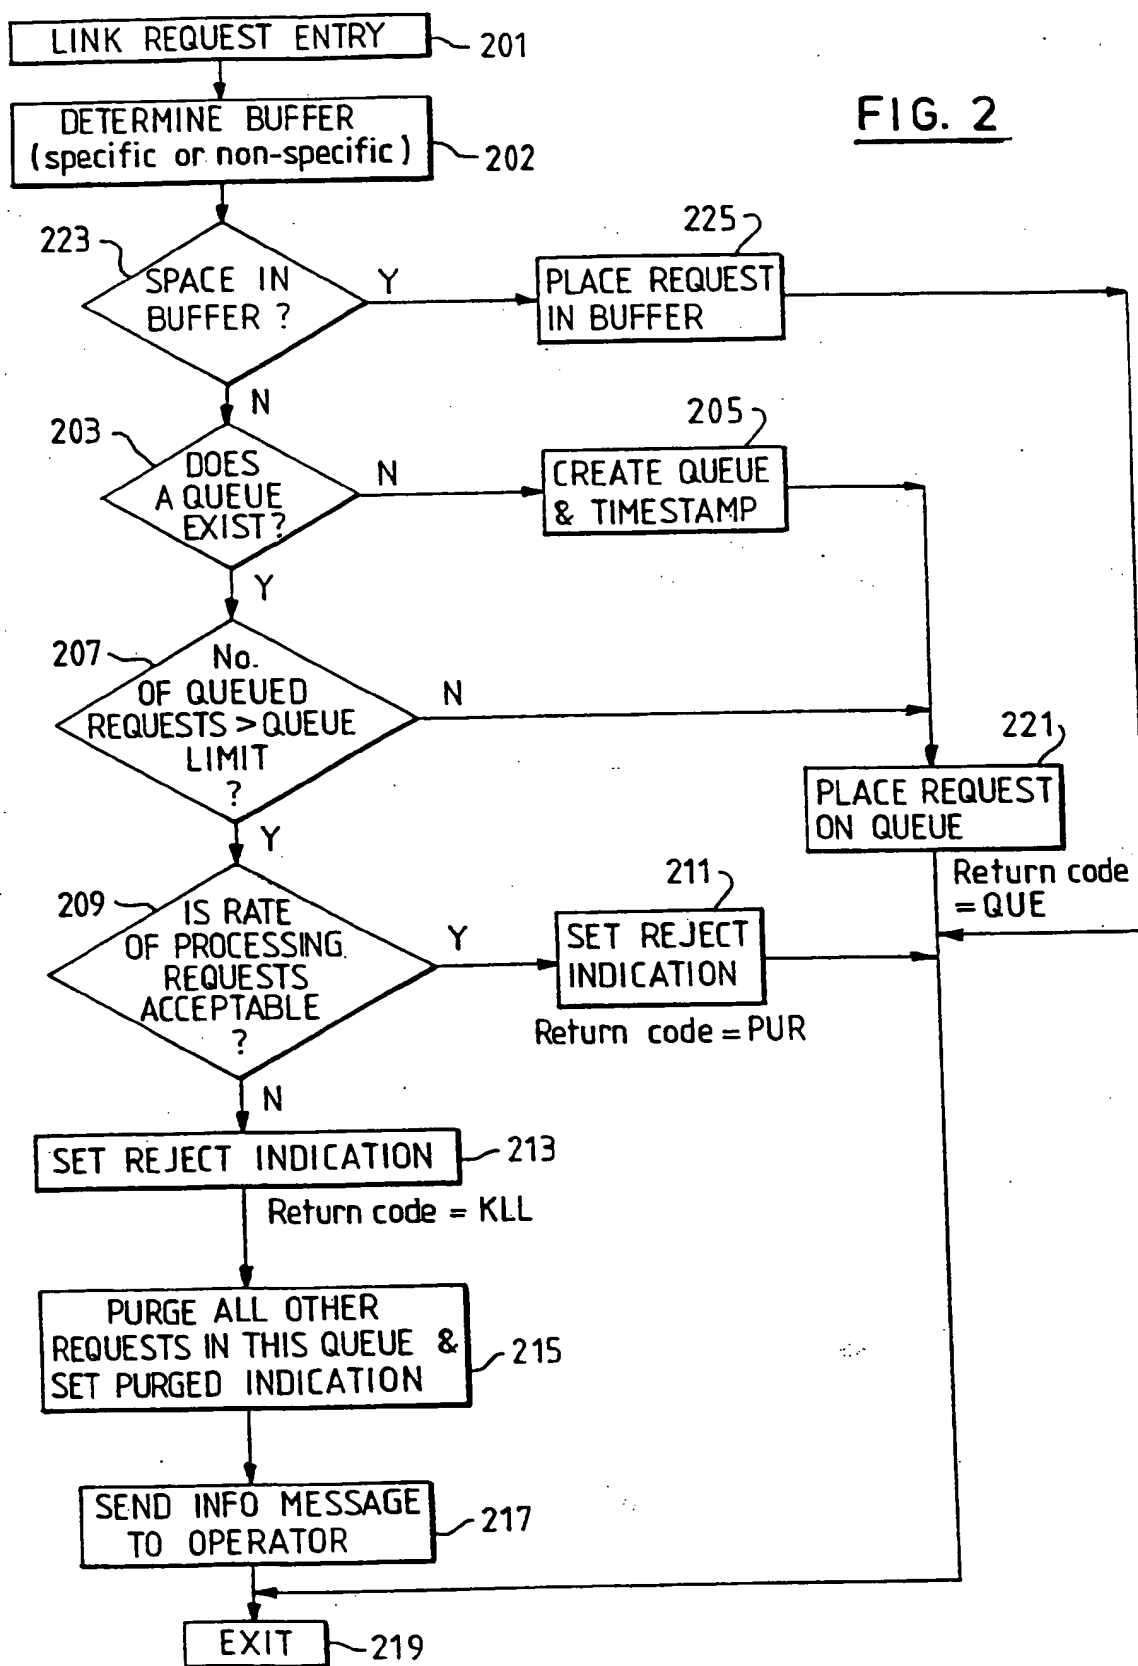 LINK REQUEST ENTRY
201
FIG. 2
DETERMINE BUFFER
(specific or non-specific)
202
223
SPACE IN
BUFFER ?
Y
N
225
PLACE REQUEST
IN BUFFER
203
DOES
A QUEUE
EXIST?
N
Y
205
CREATE QUEUE
& TIMESTAMP
207
No.
OF QUEUED
REQUESTS > QUEUE
LIMIT
?
N
Y
221
PLACE REQUEST
ON QUEUE
Return code
= QUE
209
IS RATE
OF PROCESSING
REQUESTS
ACCEPTABLE
?
Y
N
211
SET REJECT
INDICATION
Return code = PUR
SET REJECT INDICATION
213
Return code = KLL
PURGE ALL OTHER
REQUESTS IN THIS QUEUE &
SET PURGED INDICATION
215
SEND INFO MESSAGE
TO OPERATOR
217
EXIT
219